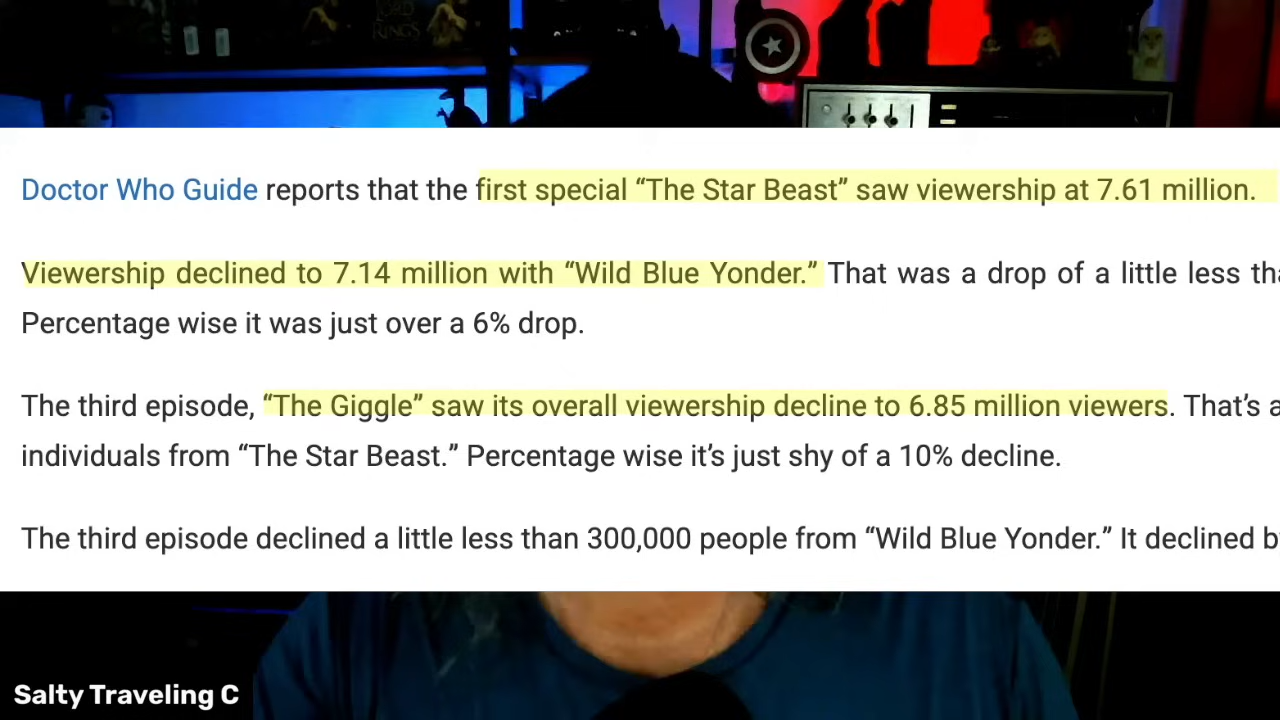 RINGS
Doctor Who Guide reports that the first special “The Star Beast” saw viewership at 7.61 million.
Viewership declined to 7.14 million with “Wild Blue Yonder.” That was a drop of a little less
Percentage wise it was just over a 6% drop.
The third episode, “The Giggle” saw its overall viewership decline to 6.85 million viewers. That’s
individuals from “The Star Beast.” Percentage wise it’s just shy of a 10% decline.
The third episode declined a little less than 300,000 people from “Wild Blue Yonder.” It declined
Salty Traveling C